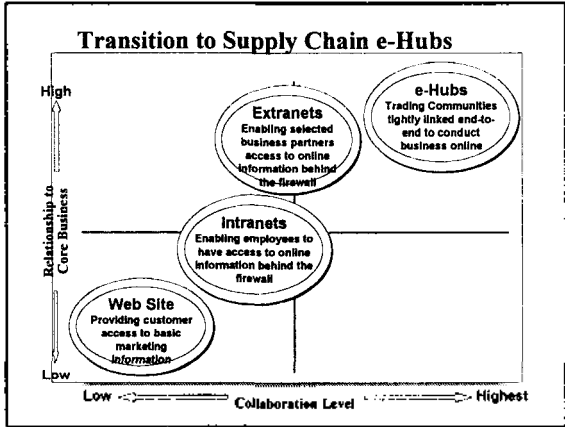 Transition to Supply Chain e-Hubs
High
e-Hubs
Trading Communities
tightly linked end-to-
end to conduct
business online
Extranets
Enabling selected
business partners
access to online
information behind
the firewall
Relationship to
Core Business
Intranets
Enabling employees to
have access to online
information behind the
firewall
Web Site
Providing customer
access to basic
marketing
information
Low
Low
Collaboration Level
Highest